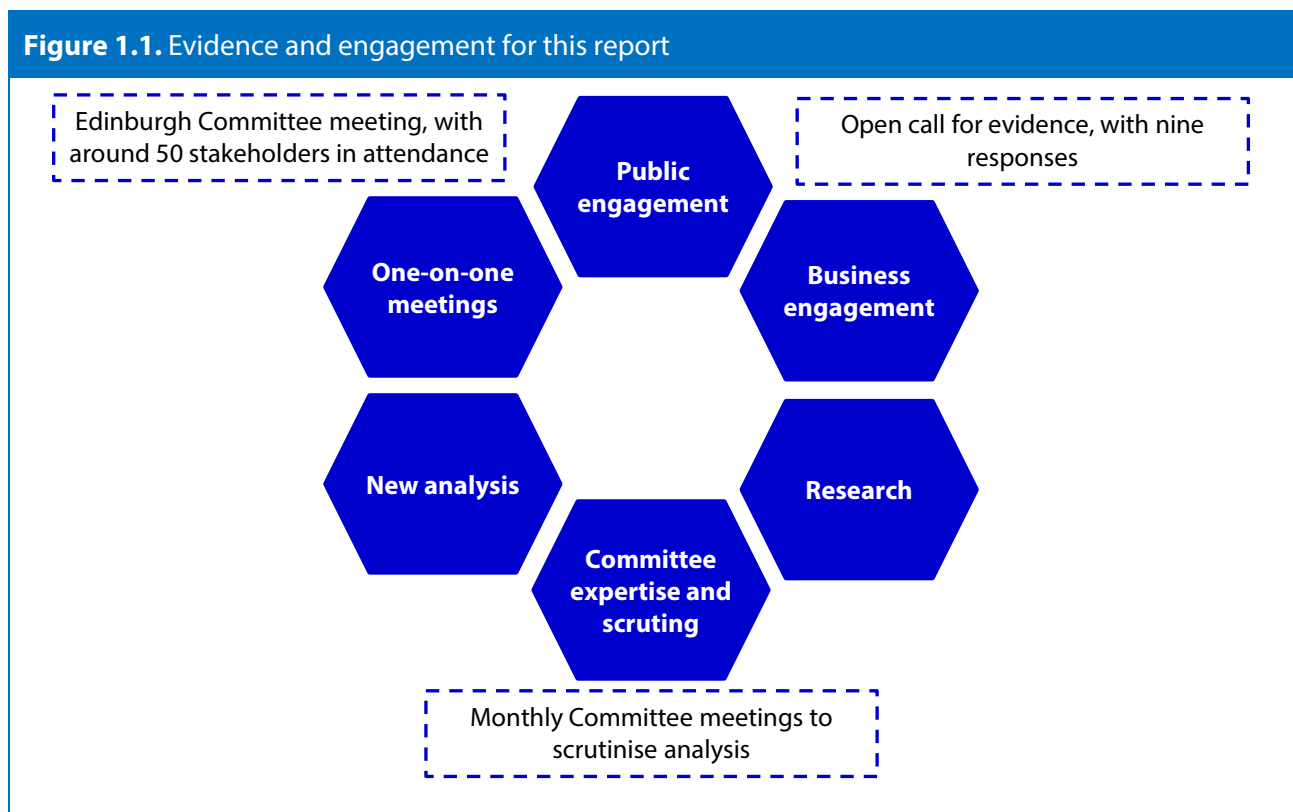 Figure 1.1. Evidence and engagement for this report
Edinburgh Committee meeting, with
around 50 stakeholders in attendance
Public
engagement
Open call for evidence, with nine
responses
One-on-one
meetings
Business
engagement
New analysis
Research
Committee
expertise and
scruting
Monthly Committee meetings to
scrutinise analysis